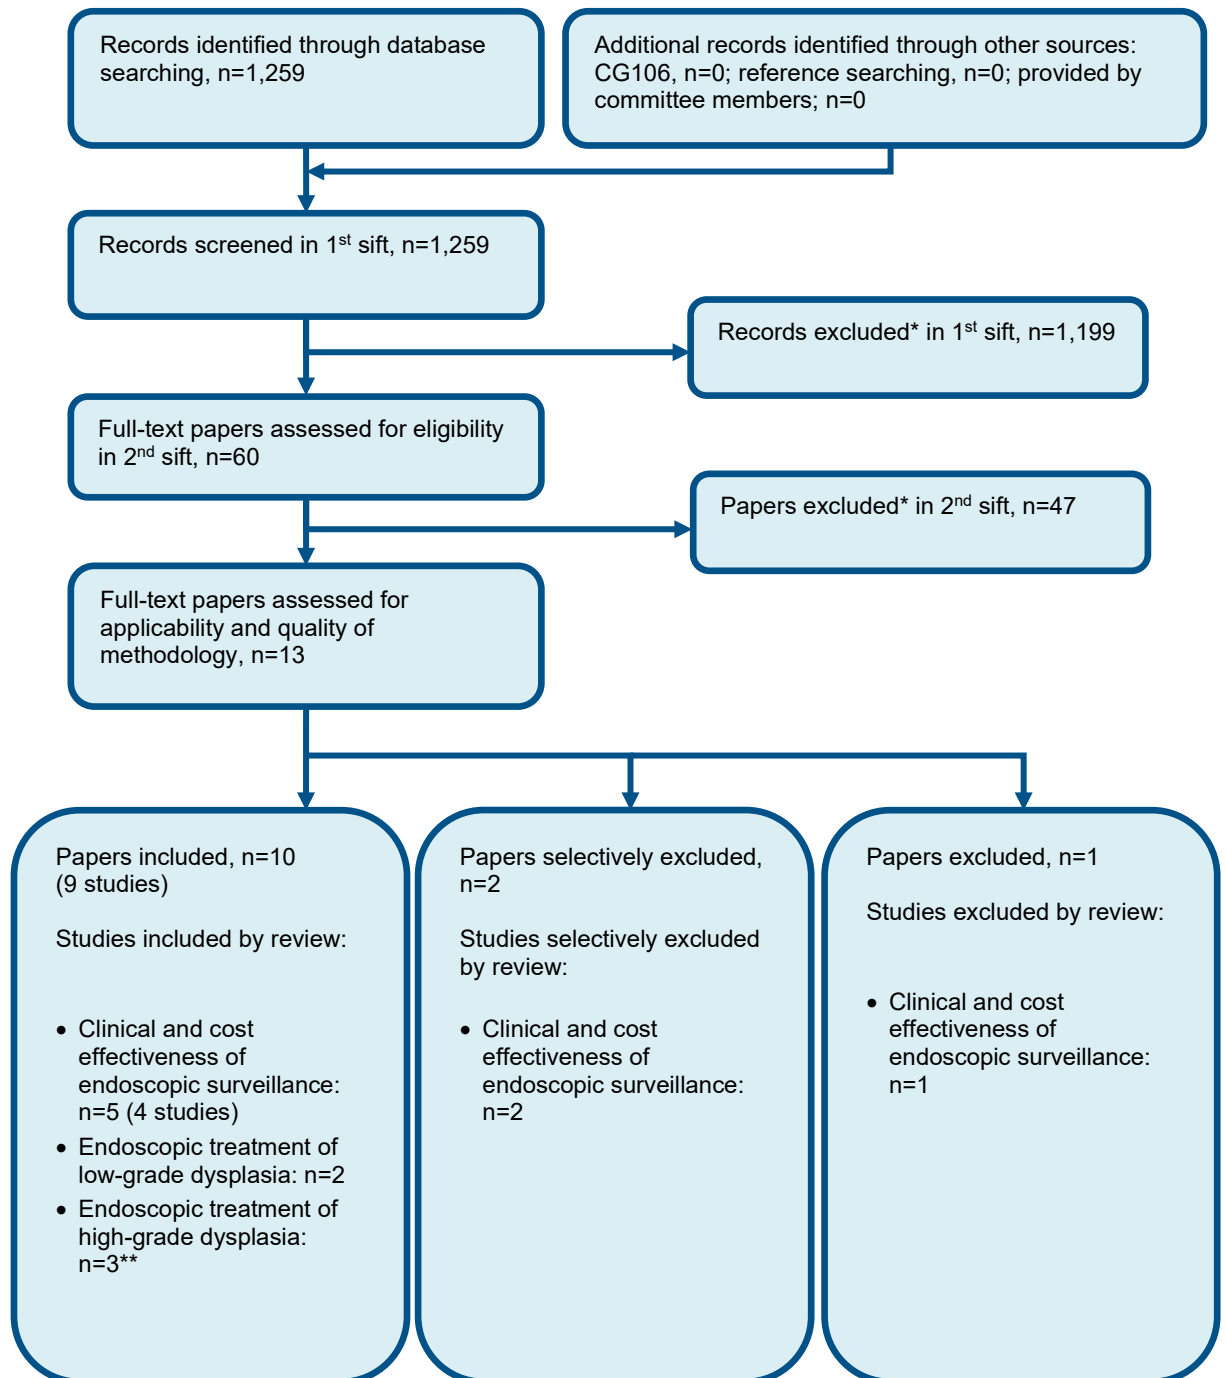 Records identified through database
searching, n=1,259
Additional records identified through other sources:
CG106, n=0; reference searching, n=0; provided by
committee members; n=0
Records screened in 1st sift, n=1,259
Records excluded* in 1st sift, n=1,199
Full-text papers assessed for eligibility
in 2nd sift, n=60
Papers excluded* in 2nd sift, n=47
Full-text papers assessed for
applicability and quality of
methodology, n=13
Papers included, n=10
(9 studies)
Studies included by review:
• Clinical and cost
effectiveness of
endoscopic surveillance:
n=5 (4 studies)
• Endoscopic treatment of
low-grade dysplasia: n=2
• Endoscopic treatment of
high-grade dysplasia:
n=3**
Papers selectively excluded,
n=2
Studies selectively excluded
by review:
• Clinical and cost
effectiveness of
endoscopic surveillance:
n=2
Papers excluded, n=1
Studies excluded by review:
• Clinical and cost
effectiveness of
endoscopic surveillance:
n=1